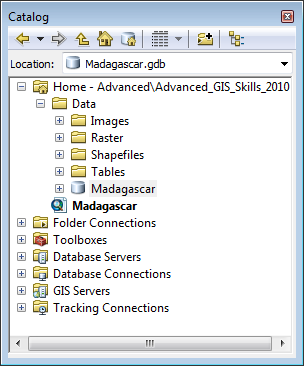 Catalog
Location: Madagascar.gdb
Home - Advanced\Advanced_GIS_Skills_2010
Data
Images
Raster
Shapefiles
Tables
Madagascar
Madagascar
Folder Connections
Toolboxes
Database Servers
Database Connections
GIS Servers
Tracking Connections